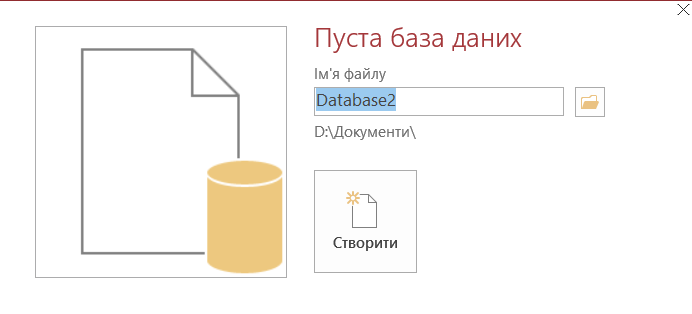 Пуста база даних
Ім'я файлу
Database2
D:\Документи\
Створити